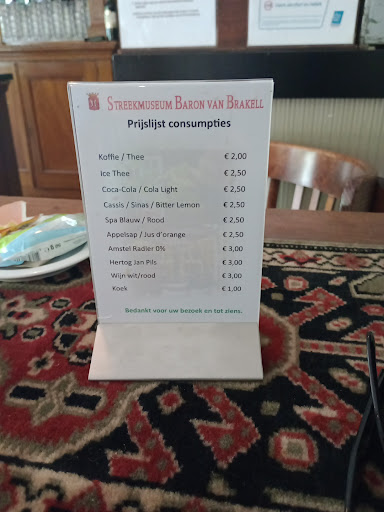 Streekmuseum Baron van Brakell
Prijslijst consumpties
Koffie / Thee € 2,00
Ice Thee € 2,50
Coca-Cola / Cola Light € 2,50
Cassis / Sinas / Bitter Lemon € 2,50
Spa Blauw / Rood € 2,50
Appelsap / Jus d'orange € 2,50
Amstel Radler 0% € 3,00
Hertog Jan Pils € 3,00
Wijn wit/rood € 3,00
Koek € 1,00
Bedankt voor uw bezoek en tot ziens.